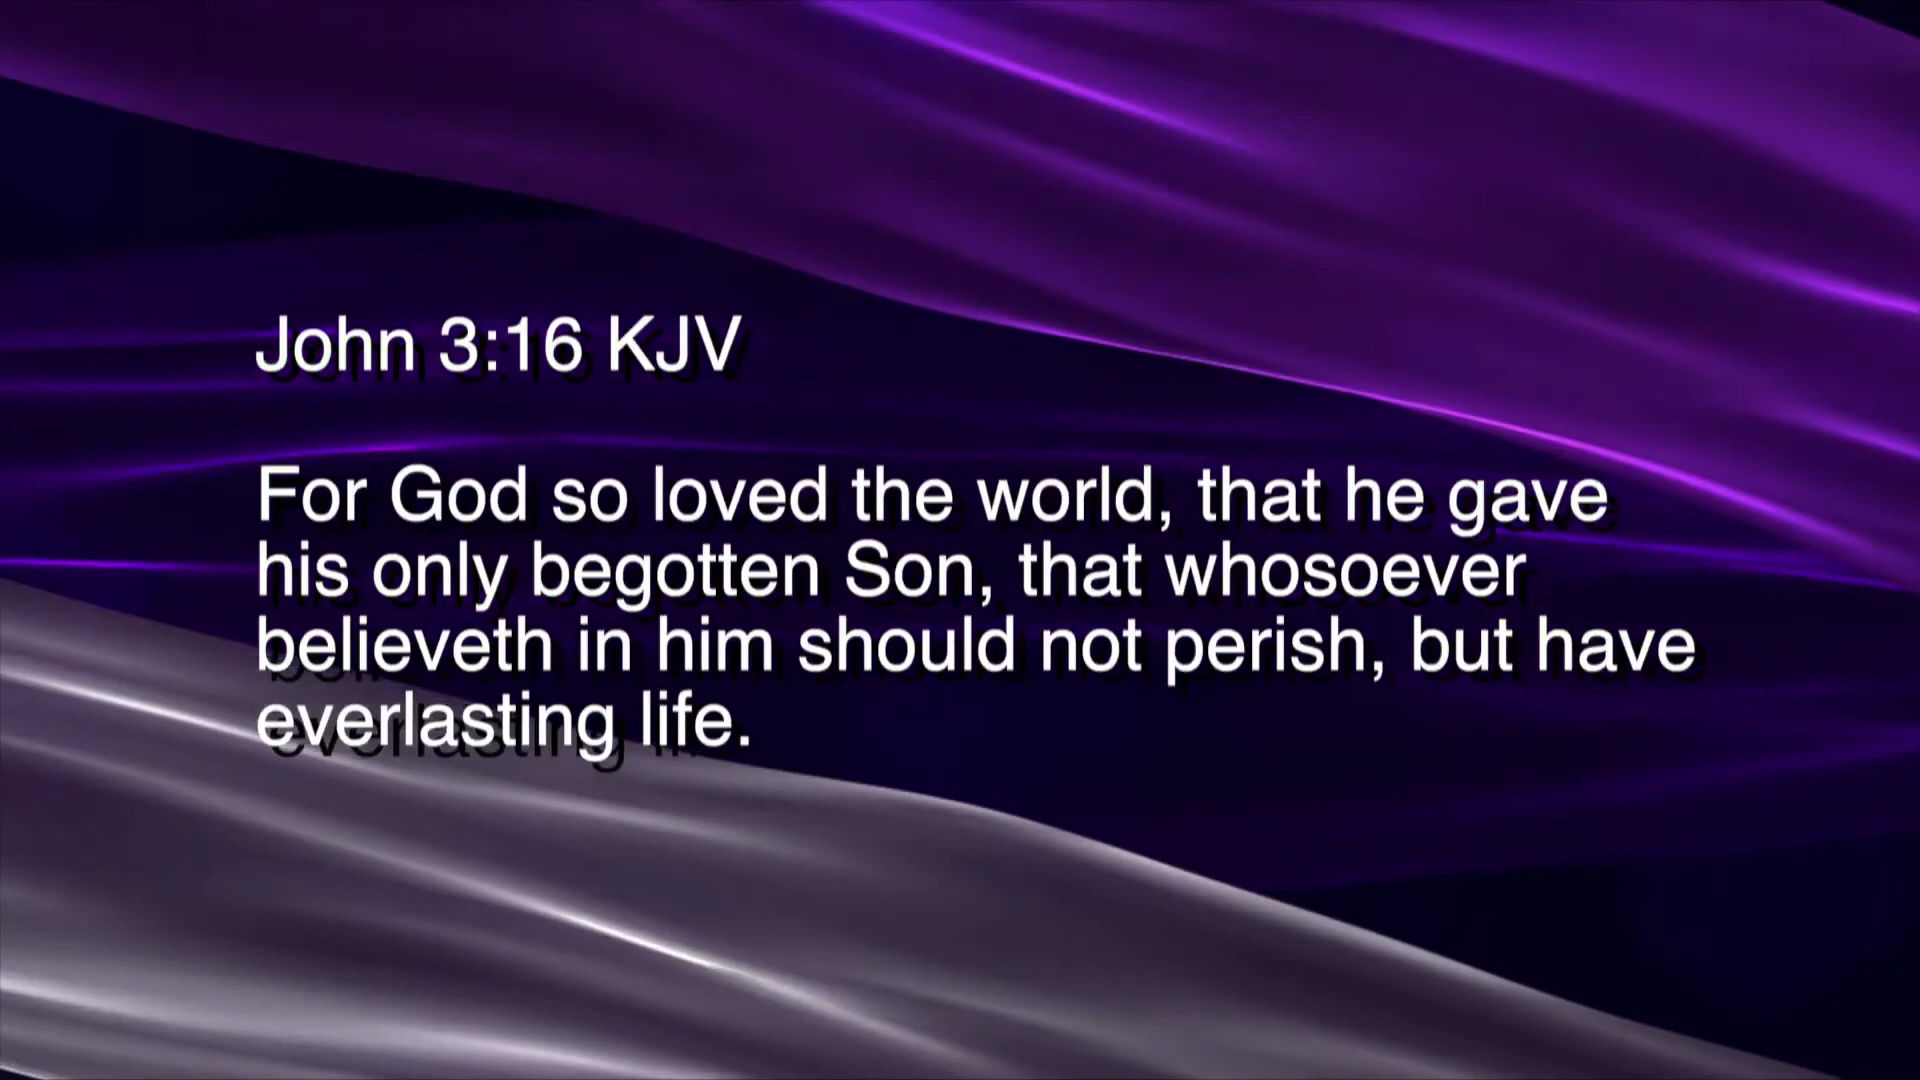 John 3:16 KJV
For God so loved the world, that he gave
his only begotten Son, that whosoever
believeth in him should not perish, but have
everlasting life.